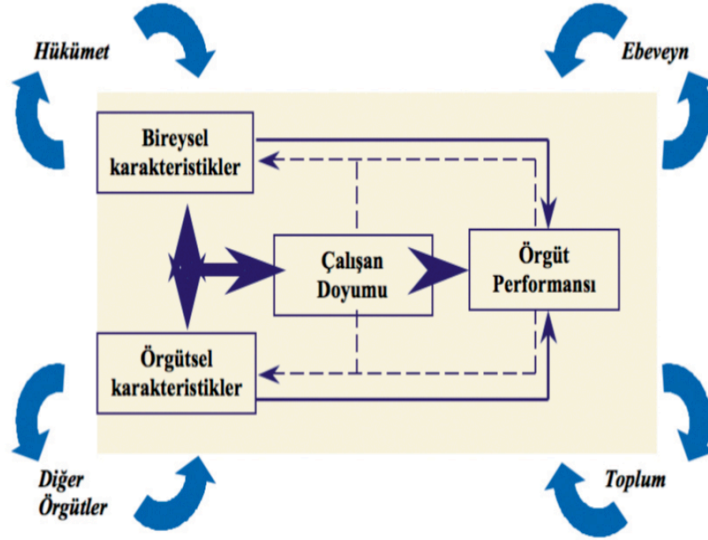 Hükümet
Ebeveyn
Bireysel
karakteristikler
Çalışan
Doyumu
Örgüt
Performansı
Örgütsel
karakteristikler
Diğer
Örgütler
Toplum